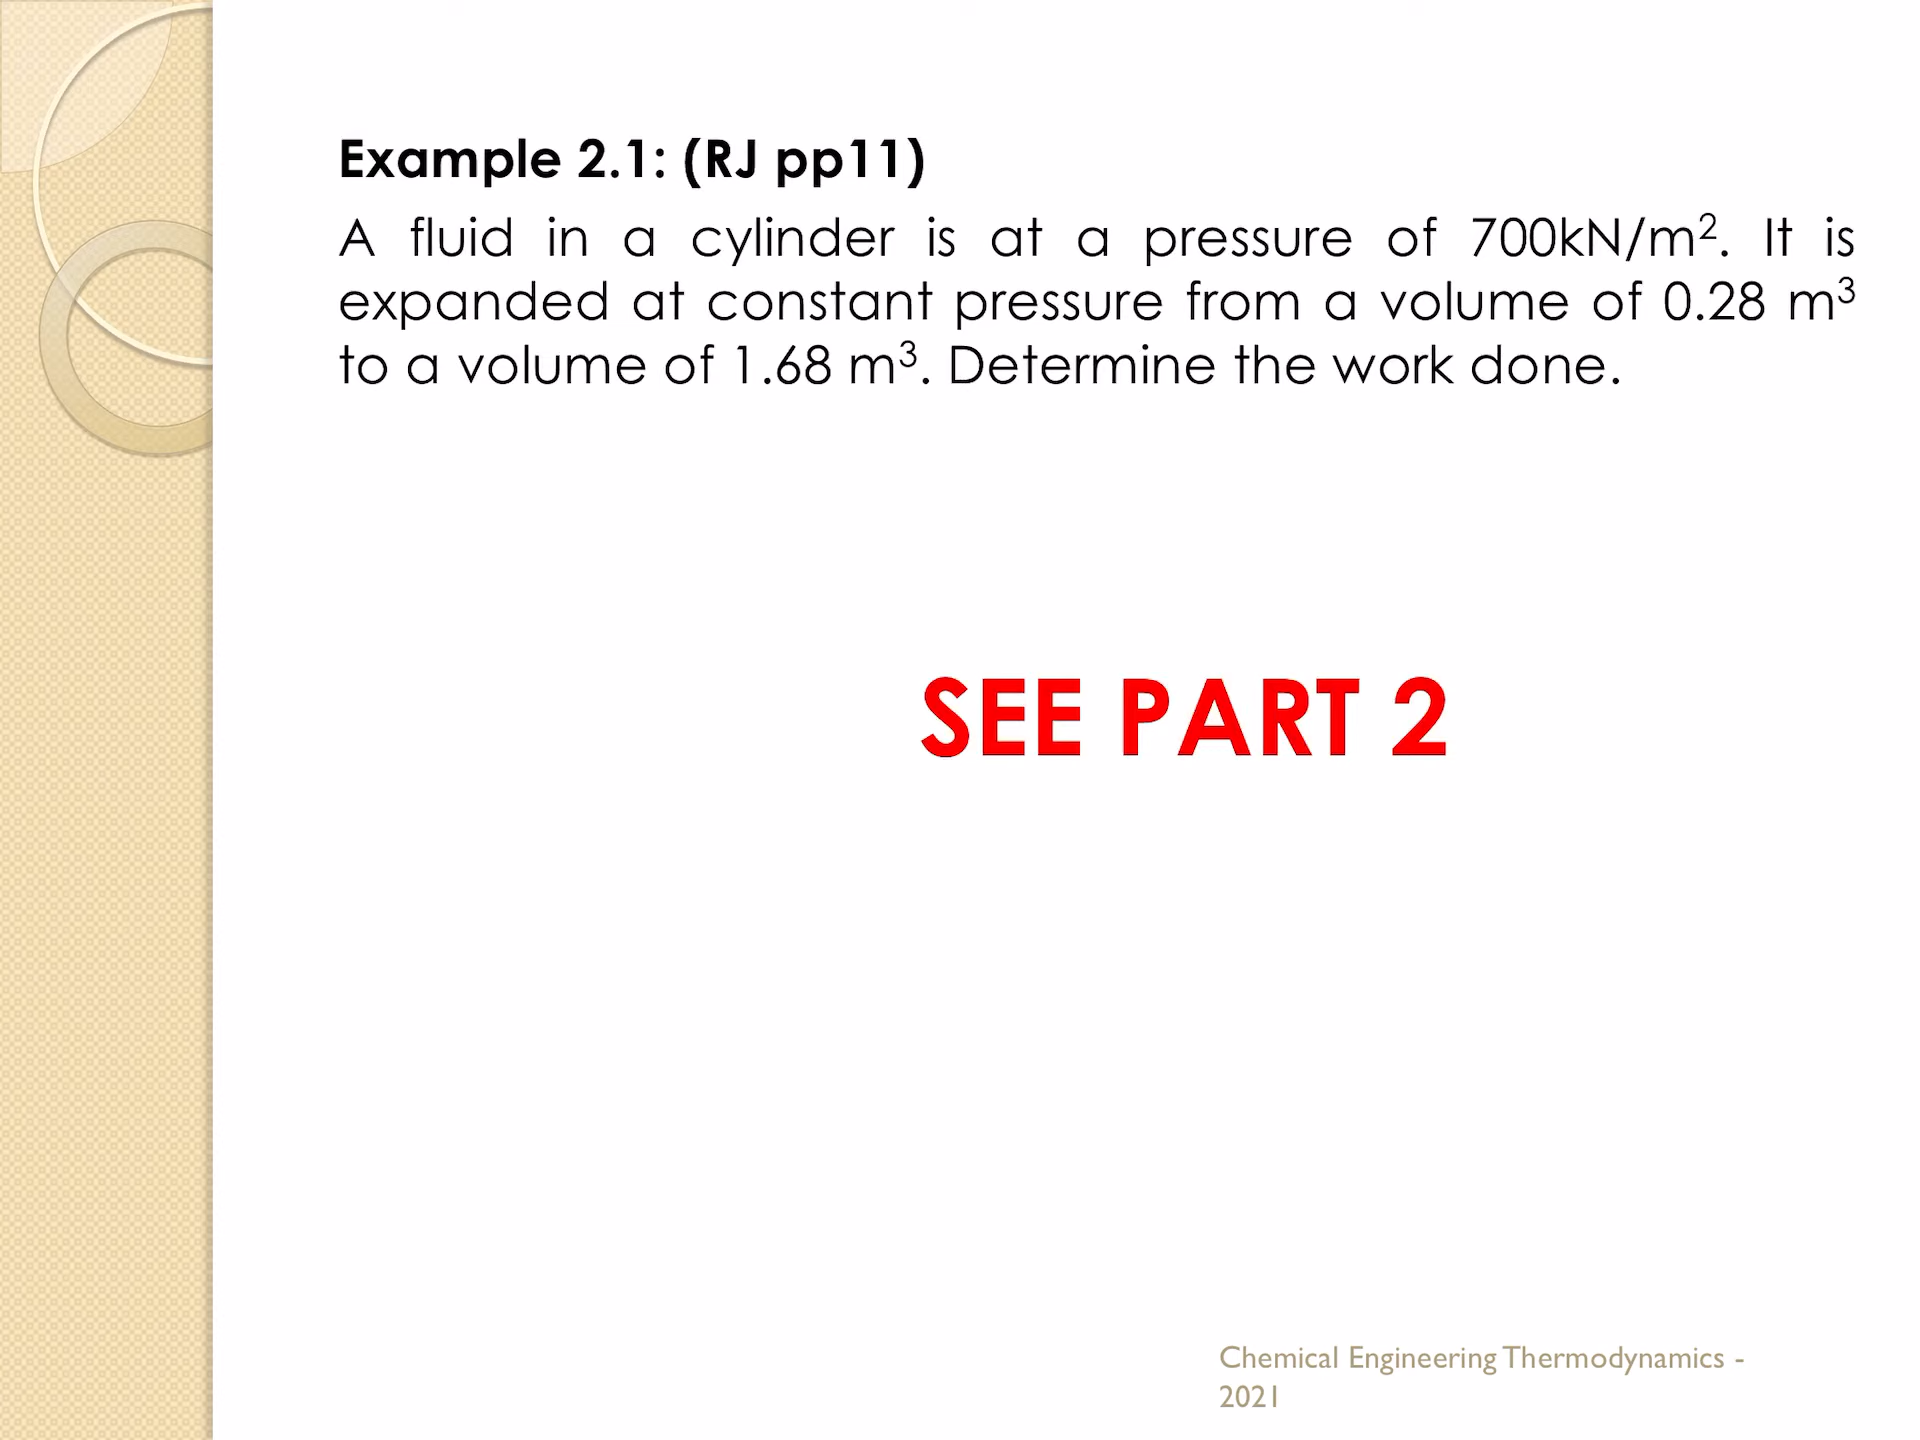 Example 2.1: (RJ pp11)
A fluid in a cylinder is at a pressure of 700kN/m². It is
expanded at constant pressure from a volume of 0.28 m³
to a volume of 1.68 m³. Determine the work done.
SEE PART 2
Chemical Engineering Thermodynamics -
2021